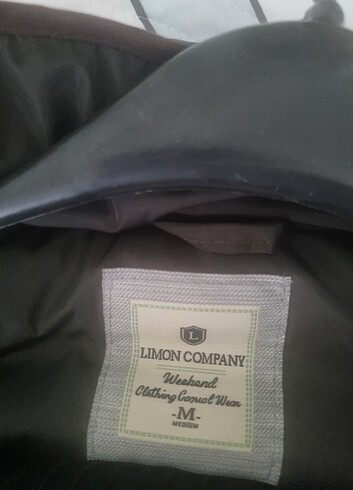 L
LIMON COMPANY
Weekend
Clothing Casual Wear
-M-
MEDIUM